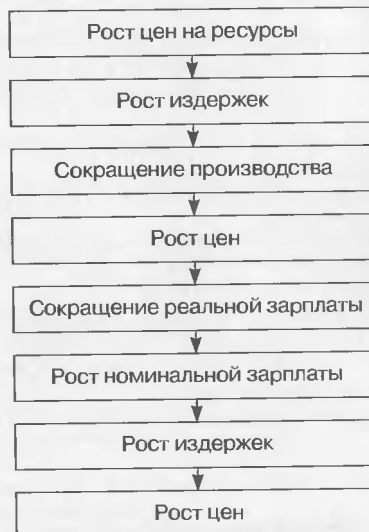 Рост цен на ресурсы
Рост издержек
Сокращение производства
Рост цен
Сокращение реальной зарплаты
Рост номинальной зарплаты
Рост издержек
Рост цен